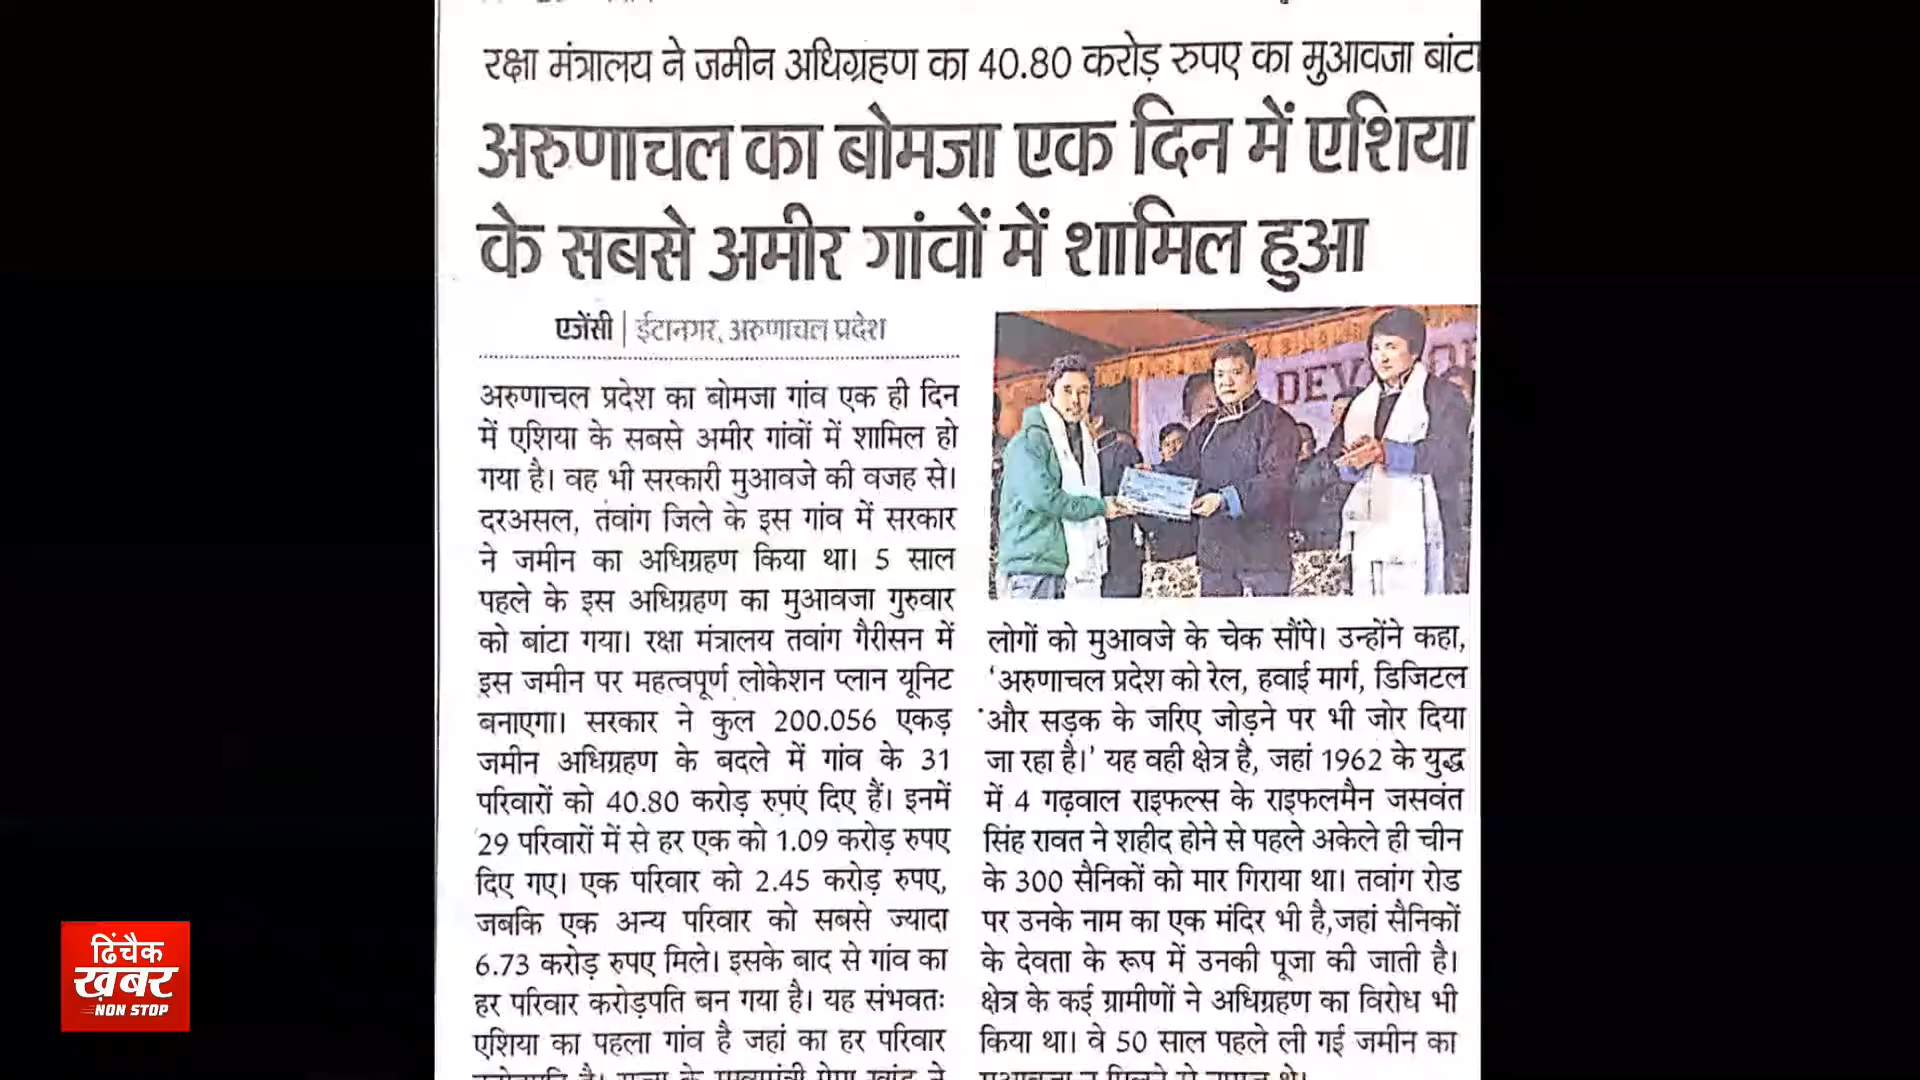 रक्षा मंत्रालय ने जमीन अधिग्रहण का 40.80 करोड़ रुपए का मुआवजा बांटा
अरुणाचल का बोमजा एक दिन में एशिया
के सबसे अमीर गांवों में शामिल हुआ
एजेंसी | ईटानगर, अरुणाचल प्रदेश
अरुणाचल प्रदेश का बोमजा गांव एक ही दिन
में एशिया के सबसे अमीर गांवों में शामिल हो
गया है। वह भी सरकारी मुआवजे की वजह से।
दरअसल, तवांग जिले के इस गांव में सरकार
ने जमीन का अधिग्रहण किया था। 5 साल
पहले के इस अधिग्रहण का मुआवजा गुरुवार
को बांटा गया। रक्षा मंत्रालय तवांग गैरीसन में
इस जमीन पर महत्वपूर्ण लोकेशन प्लान यूनिट
बनाएगा। सरकार ने कुल 200.056 एकड़
जमीन अधिग्रहण के बदले में गांव के 31
परिवारों को 40.80 करोड़ रुपएं दिए हैं। इनमें
29 परिवारों में से हर एक को 1.09 करोड़ रुपए
दिए गए। एक परिवार को 2.45 करोड़ रुपए,
जबकि एक अन्य परिवार को सबसे ज्यादा
6.73 करोड़ रुपए मिले। इसके बाद से गांव का
हर परिवार करोड़पति बन गया है। यह संभवतः
एशिया का पहला गांव है जहां का हर परिवार
DEV
लोगों को मुआवजे के चेक सौंपे। उन्होंने कहा,
'अरुणाचल प्रदेश को रेल, हवाई मार्ग, डिजिटल
और सड़क के जरिए जोड़ने पर भी जोर दिया
जा रहा है।' यह वही क्षेत्र है, जहां 1962 के युद्ध
में 4 गढ़वाल राइफल्स के राइफलमैन जसवंत
सिंह रावत ने शहीद होने से पहले अकेले ही चीन
के 300 सैनिकों को मार गिराया था। तवांग रोड
पर उनके नाम का एक मंदिर भी है,जहां सैनिकों
के देवता के रूप में उनकी पूजा की जाती है।
क्षेत्र के कई ग्रामीणों ने अधिग्रहण का विरोध भी
किया था। वे 50 साल पहले ली गई जमीन का
ढिंचैक
ख़बर
NON STOP